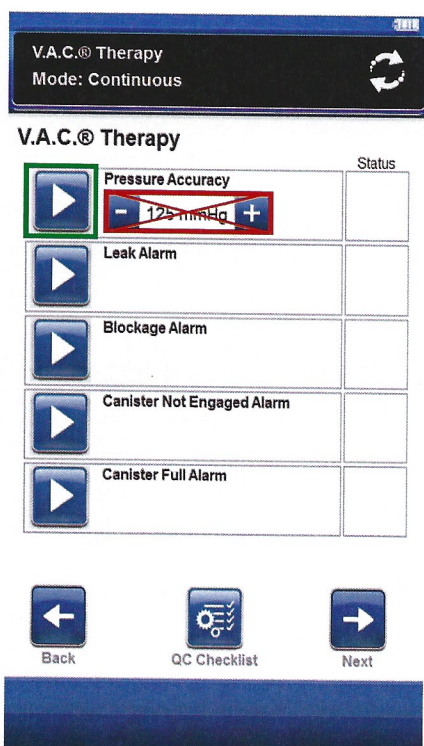 V.A.C.® Therapy
Mode: Continuous
V.A.C.® Therapy
Status
Pressure Accuracy
- 125 mmHg +
Leak Alarm
Blockage Alarm
Canister Not Engaged Alarm
Canister Full Alarm
Back
QC Checklist
Next